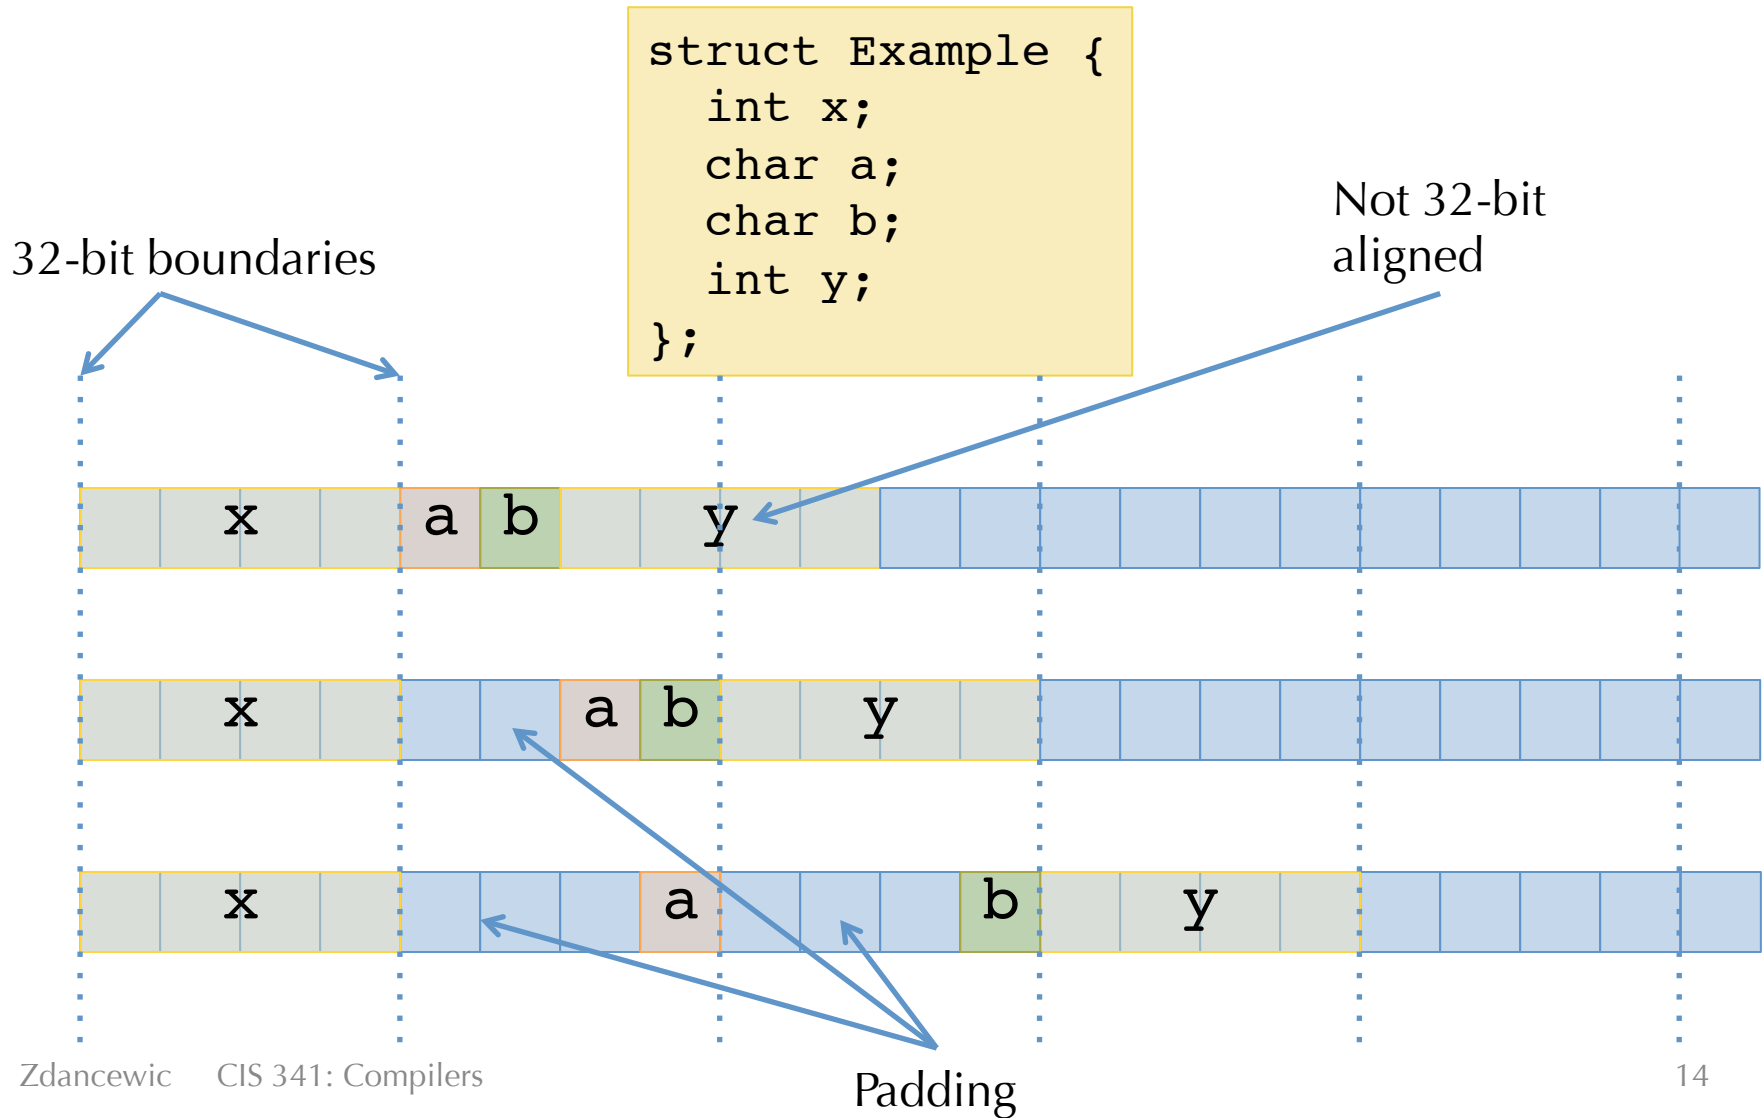 struct Example {
  int x;
  char a;
  char b;
  int y;
};
Not 32-bit
aligned
32-bit boundaries
x a b y
x a b y
x a b y
Padding
Zdancewic CIS 341: Compilers 14